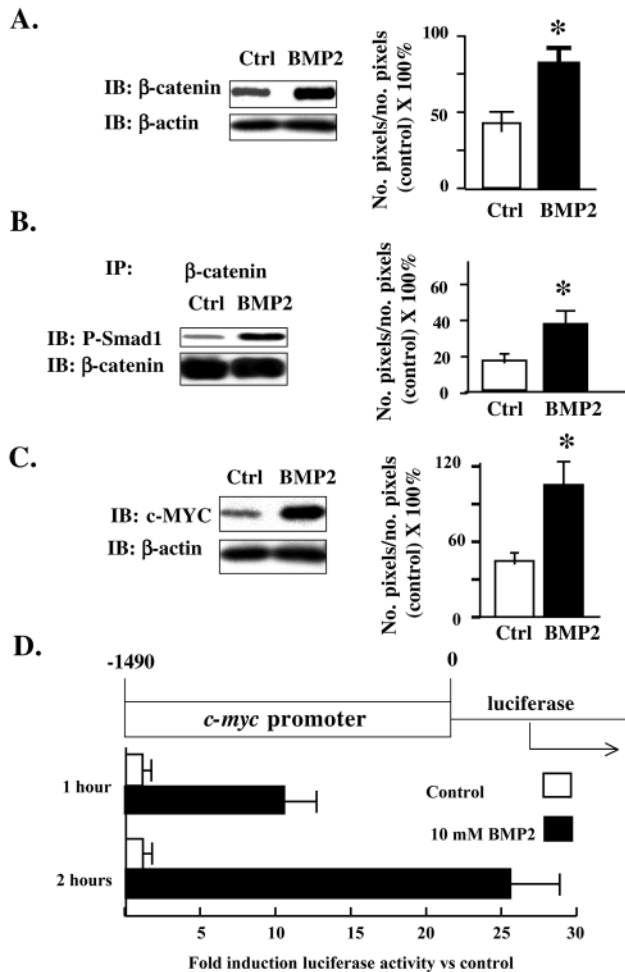 A.
Ctrl BMP2
IB: β-catenin
IB: β-actin
No. pixels/no. pixels
(control) X 100%
100
50
0
*
Ctrl BMP2
B.
IP: β-catenin
Ctrl BMP2
IB: P-Smad1
IB: β-catenin
No. pixels/no. pixels
(control) X 100%
60
40
20
0
*
Ctrl BMP2
C.
Ctrl BMP2
IB: c-MYC
IB: β-actin
No. pixels/no. pixels
(control) X 100%
120
60
0
*
Ctrl BMP2
D.
-1490 0
c-myc promoter
luciferase
1 hour
2 hours
Control
10 mM BMP2
5 10 15 20 25 30
Fold induction luciferase activity vs control